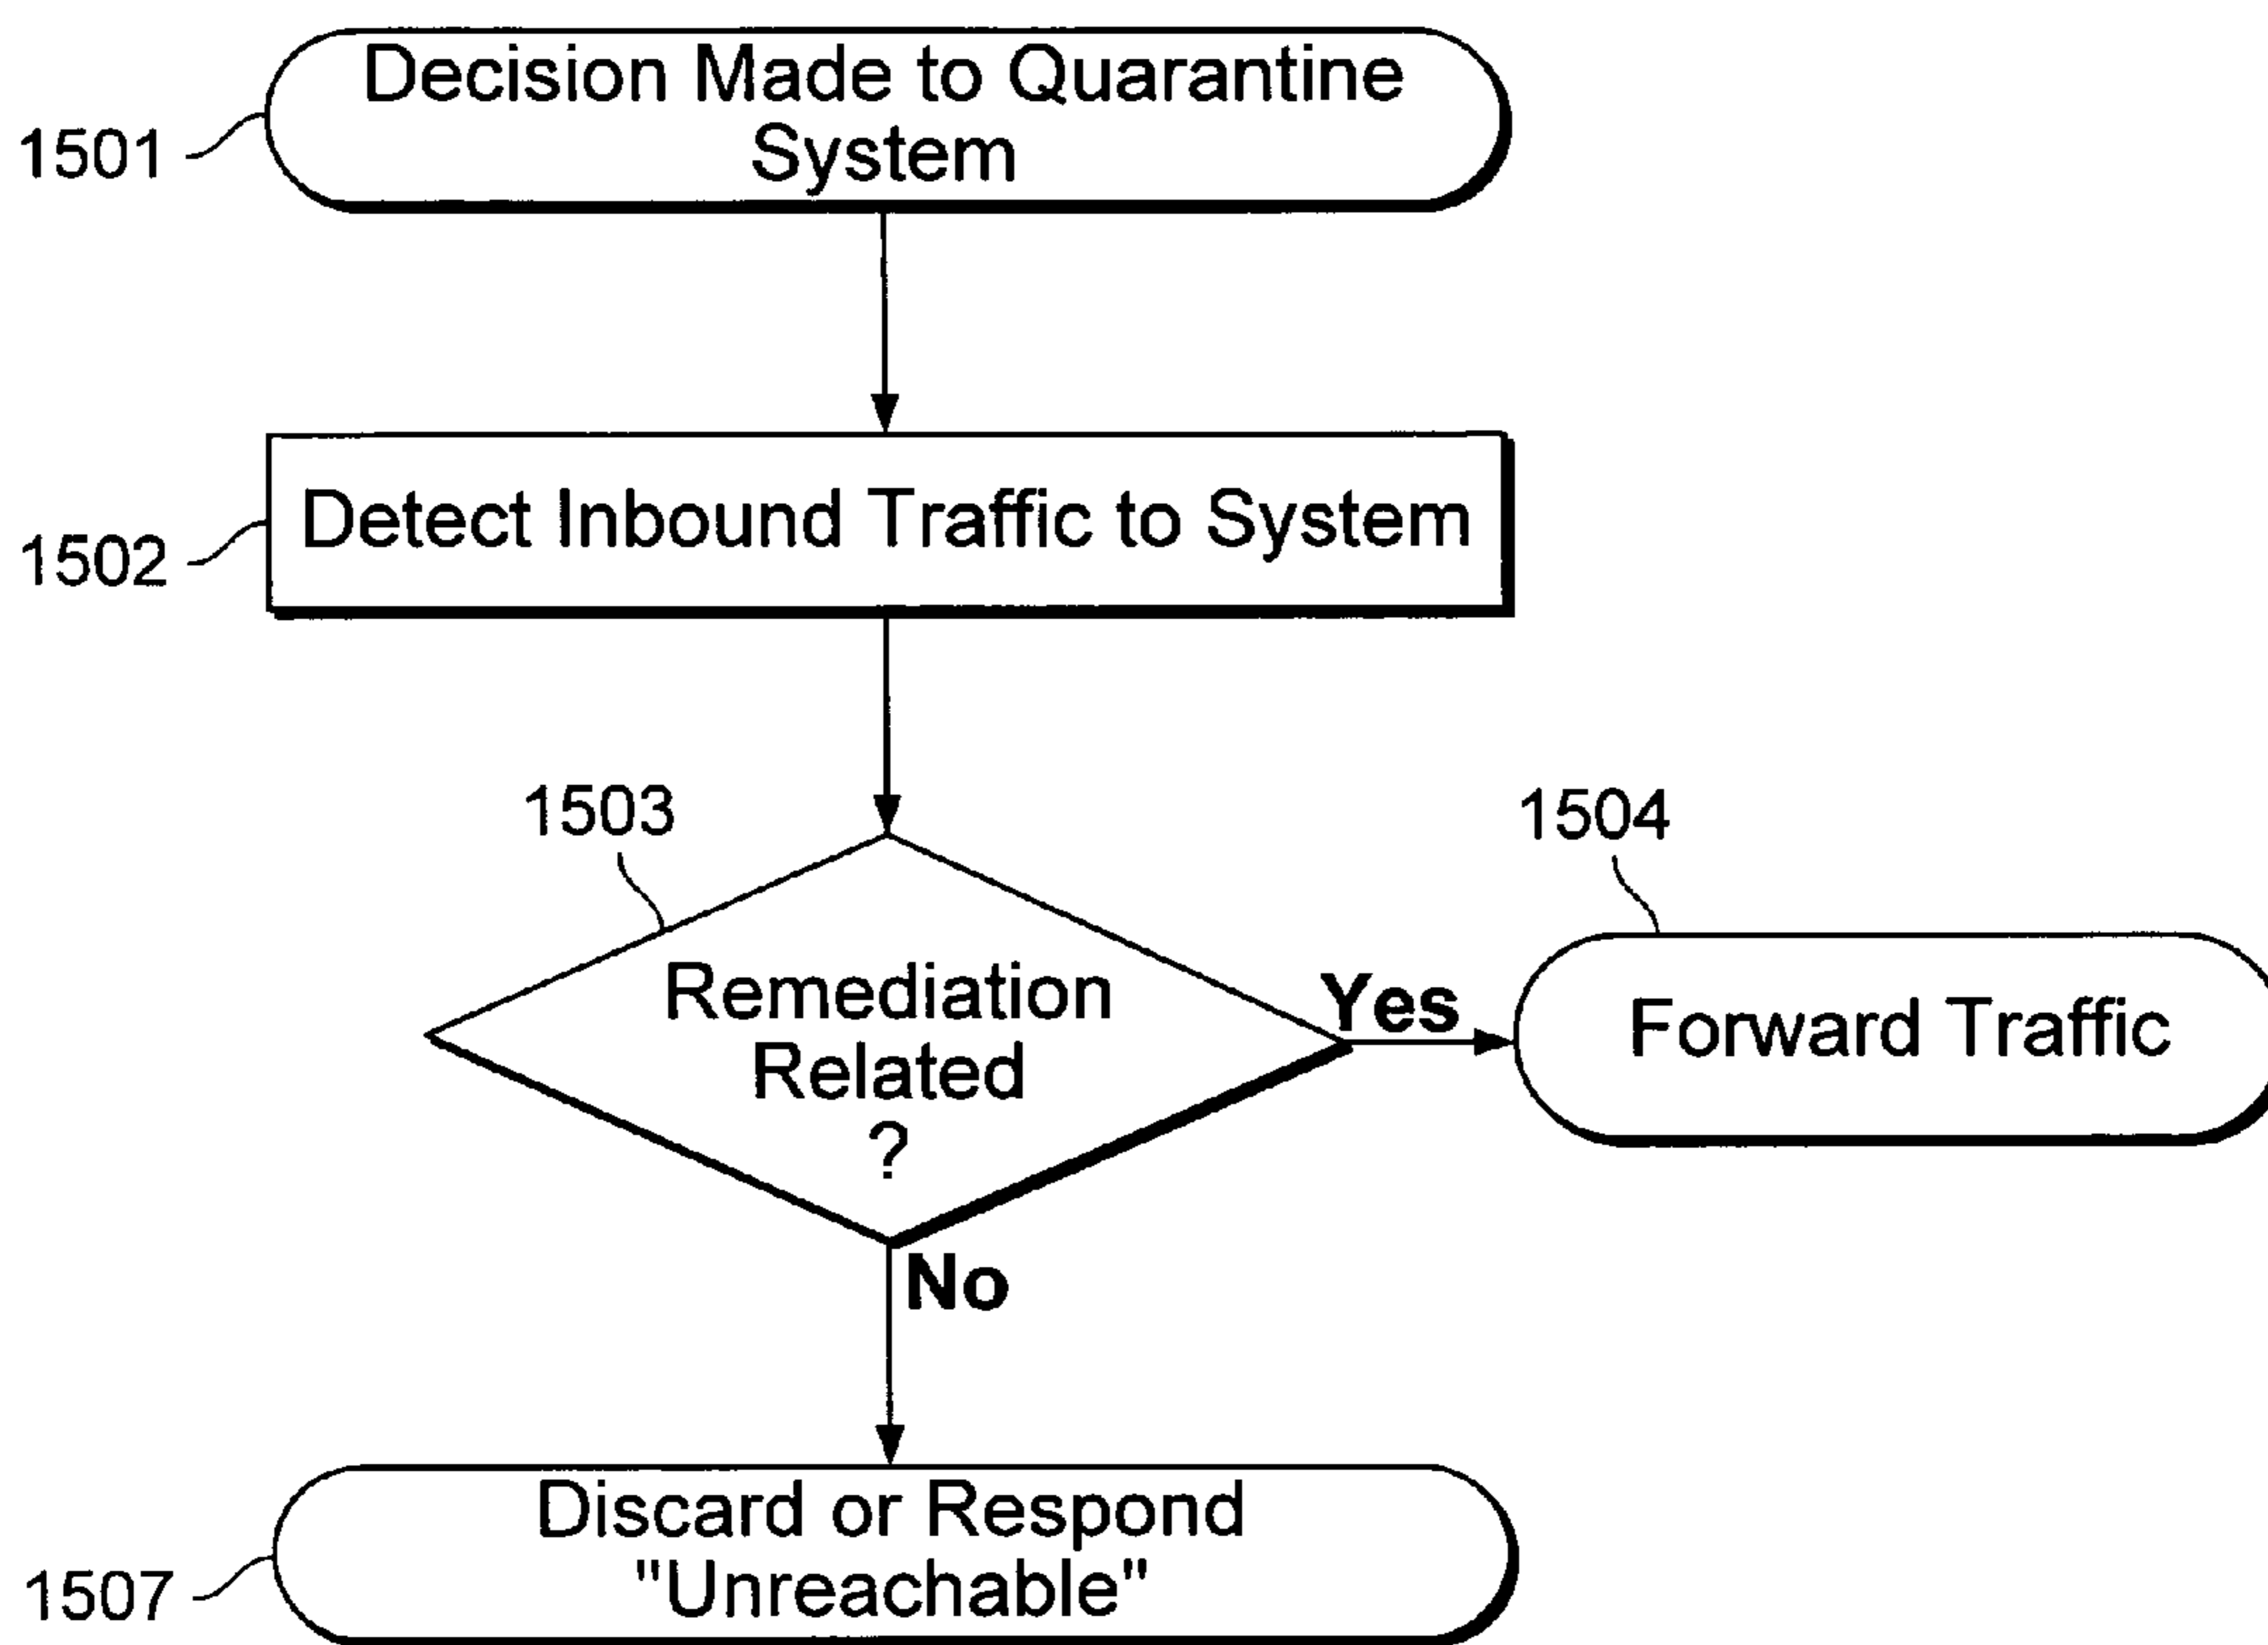 Decision Made to Quarantine
System
1501
Detect Inbound Traffic to System
1502
1503
Remediation
Related
?
Yes
1504
Forward Traffic
No
Discard or Respond
"Unreachable"
1507